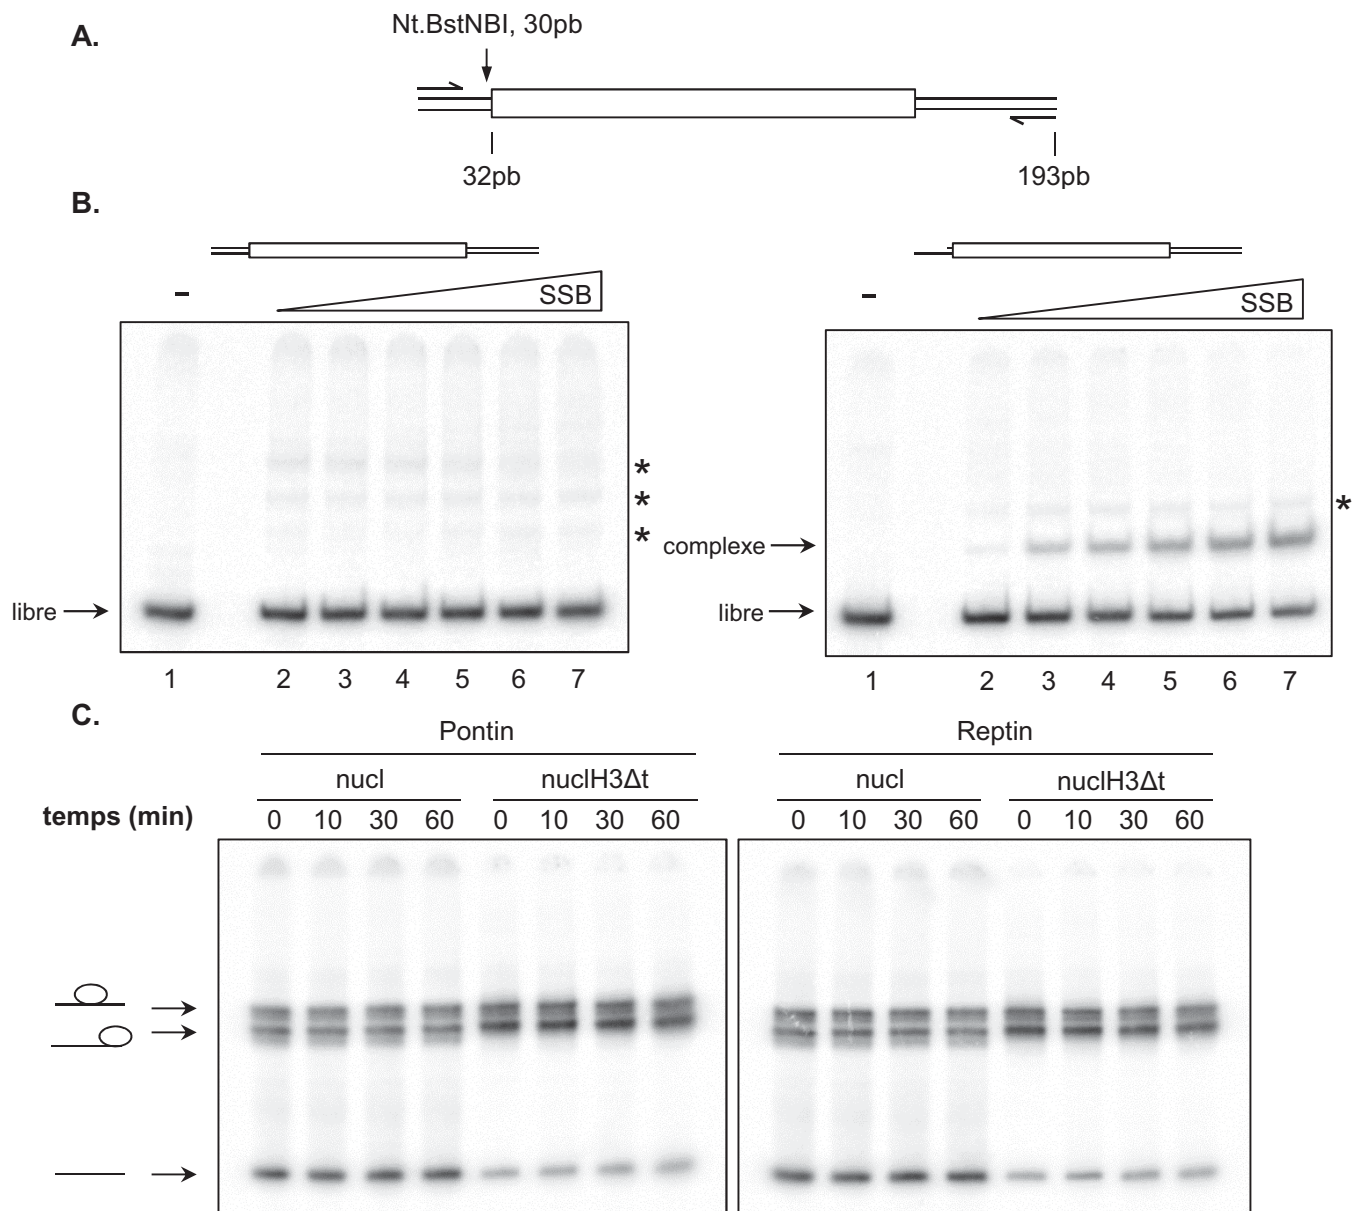 A.
Nt.BstNBI, 30pb
32pb 193pb
B.
- SSB - SSB
* * * *
complexe
libre libre
1 2 3 4 5 6 7 1 2 3 4 5 6 7
C.
Pontin Reptin
nucl nuclH3Δt nucl nuclH3Δt
temps (min) 0 10 30 60 0 10 30 60 0 10 30 60 0 10 30 60